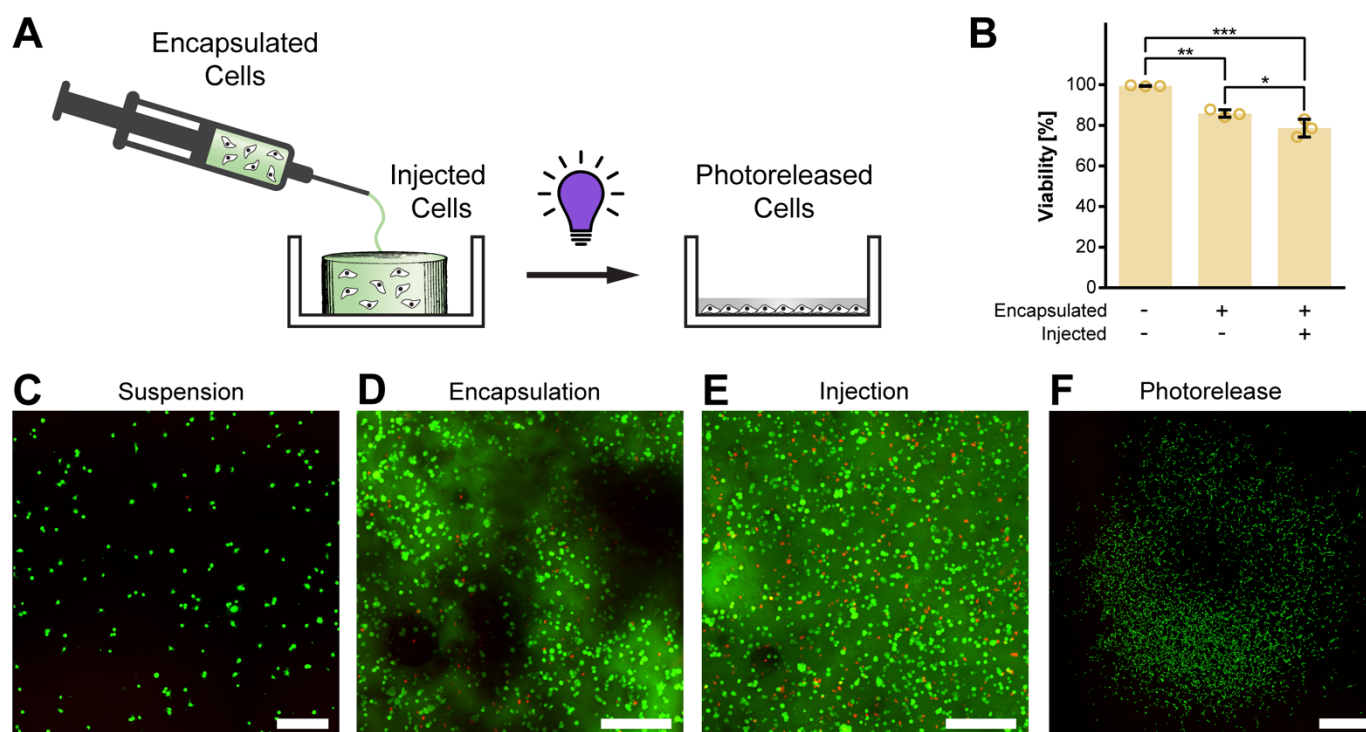 A
Encapsulated
Cells
Injected
Cells
Photoreleased
Cells
B
***
**
*
Viability [%]
100
80
60
40
20
0
Encapsulated - + +
Injected - - +
C Suspension
D Encapsulation
E Injection
F Photorelease